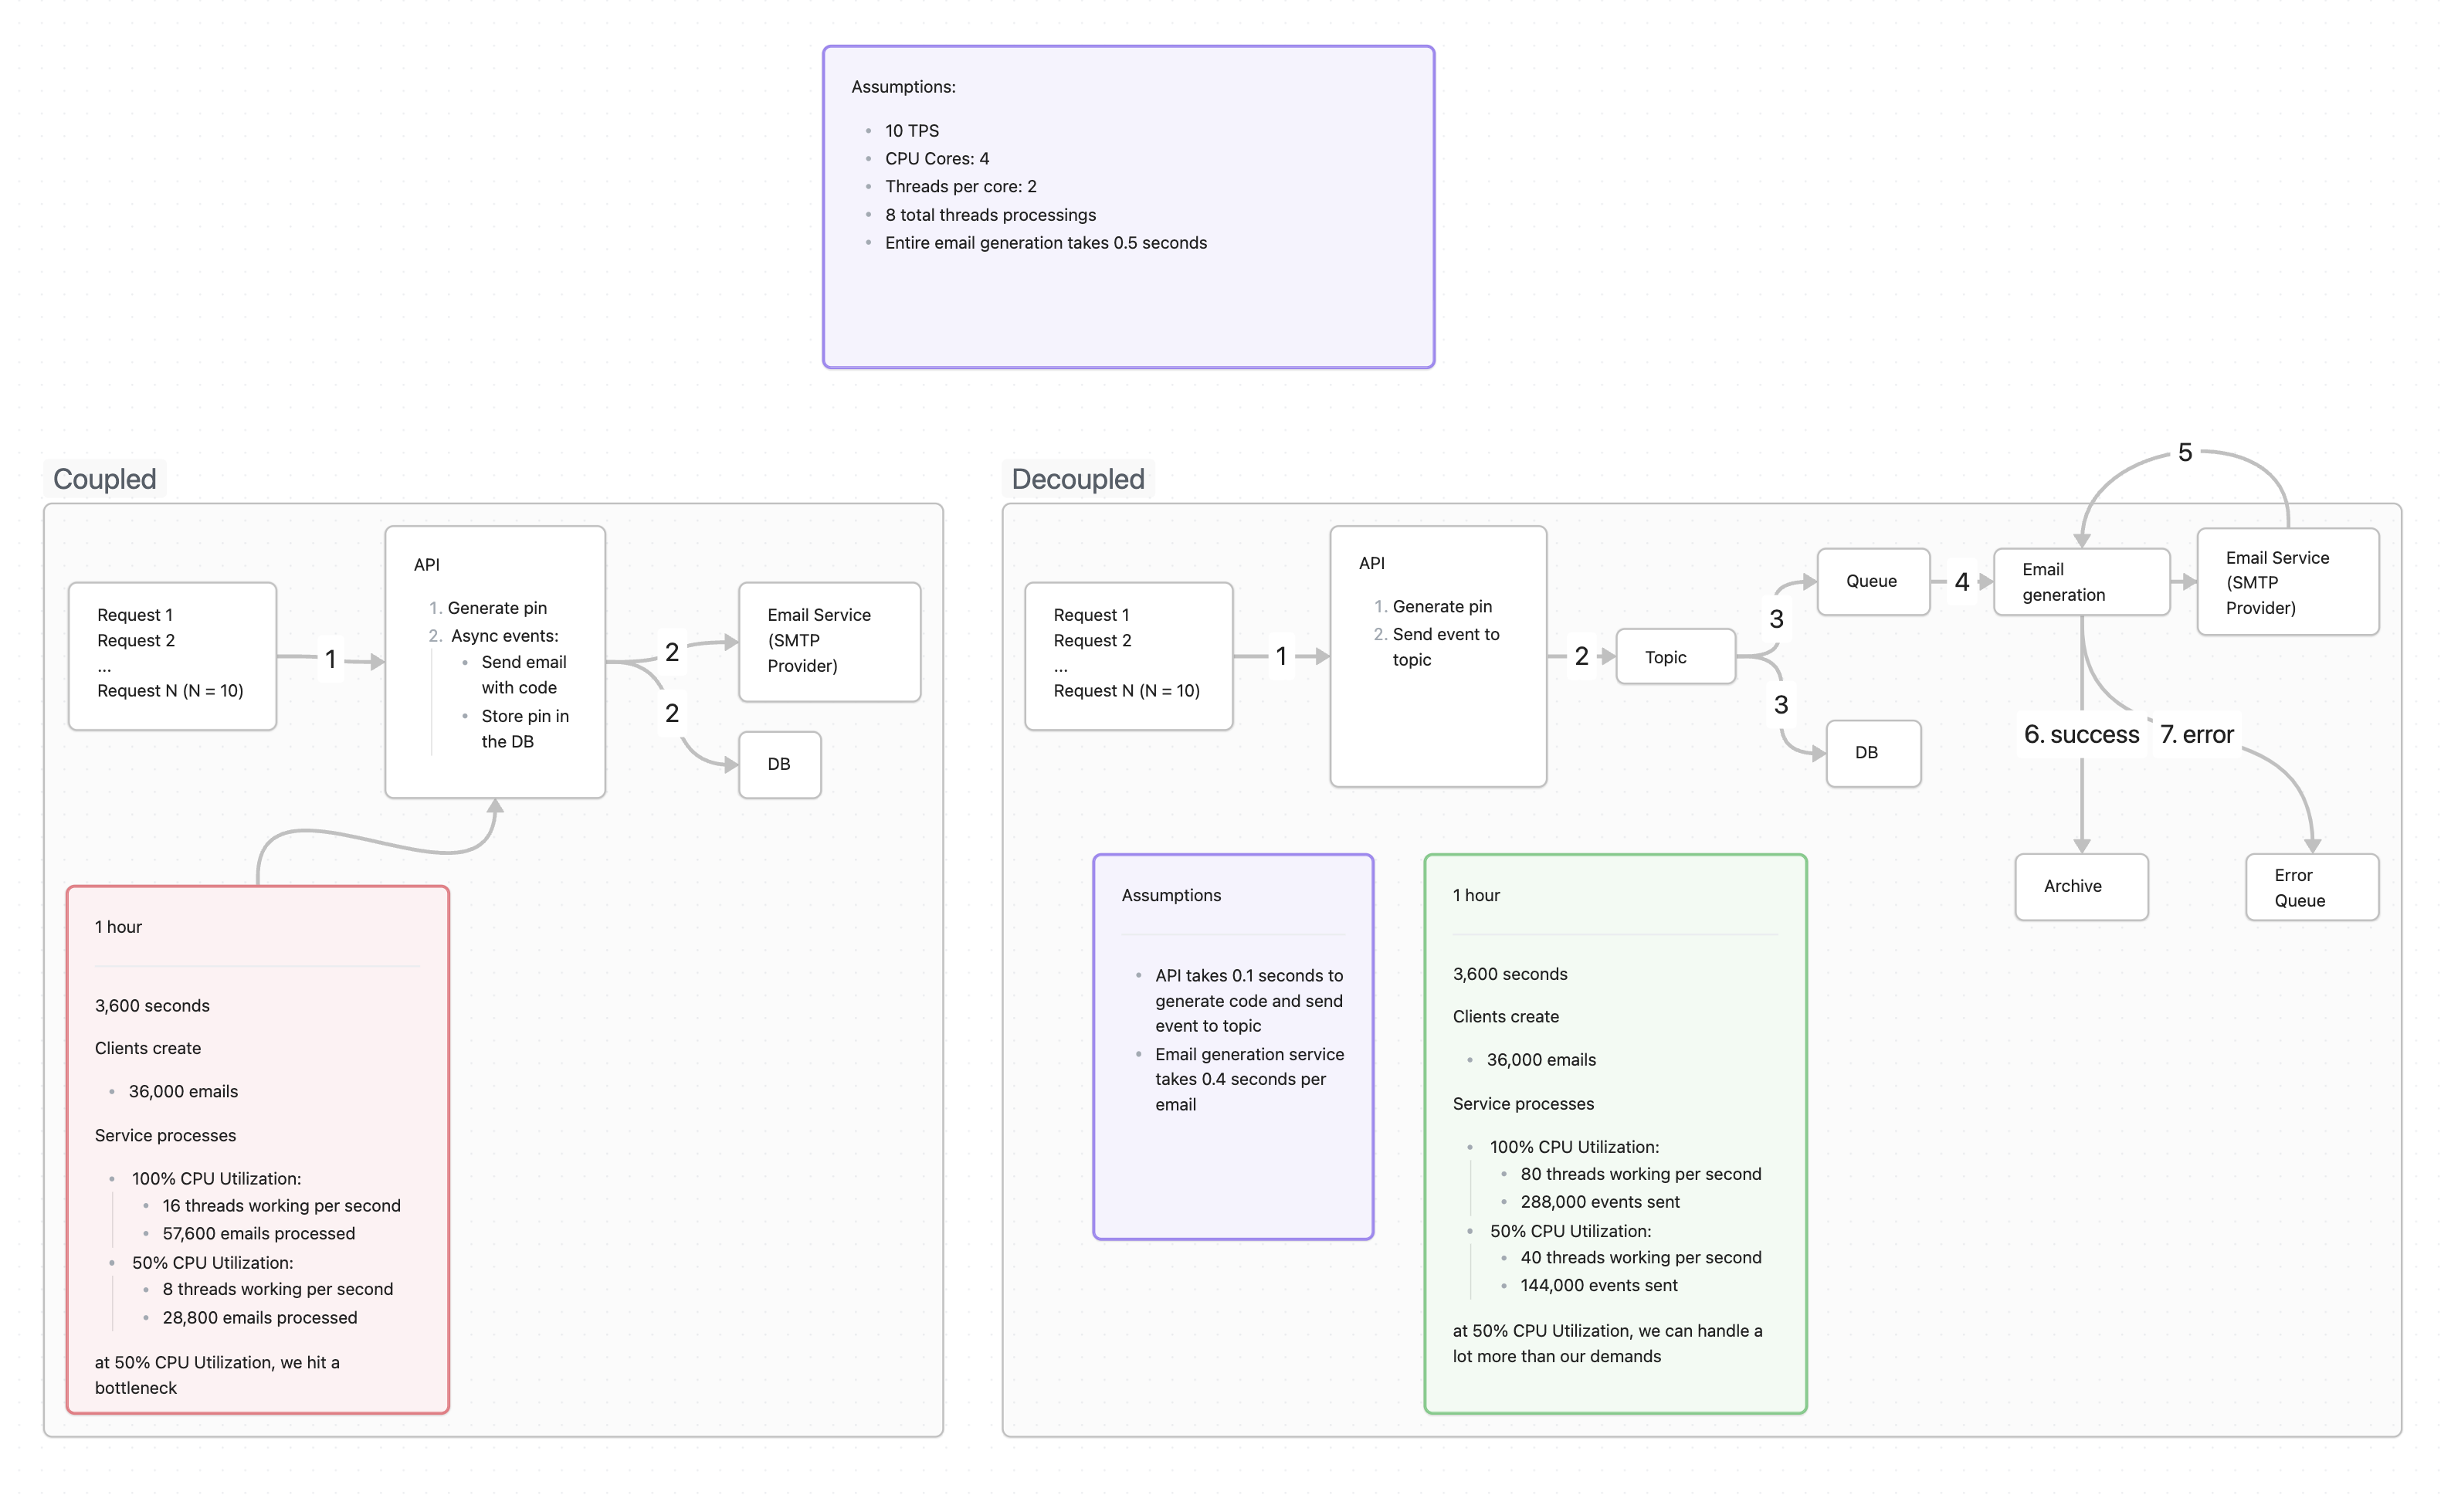 Assumptions:
• 10 TPS
• CPU Cores: 4
• Threads per core: 2
• 8 total threads processings
• Entire email generation takes 0.5 seconds
Coupled
Request 1
Request 2
...
Request N (N = 10)
1
API
1. Generate pin
2. Async events:
• Send email
with code
• Store pin in
the DB
2
2
Email Service
(SMTP
Provider)
DB
1 hour
3,600 seconds
Clients create
• 36,000 emails
Service processes
• 100% CPU Utilization:
• 16 threads working per second
• 57,600 emails processed
• 50% CPU Utilization:
• 8 threads working per second
• 28,800 emails processed
at 50% CPU Utilization, we hit a
bottleneck
Decoupled
Request 1
Request 2
...
Request N (N = 10)
1
API
1. Generate pin
2. Send event to
topic
2
Topic
3
3
Queue
DB
4
Email
generation
5
Email Service
(SMTP
Provider)
6. success
7. error
Archive
Error
Queue
Assumptions
• API takes 0.1 seconds to
generate code and send
event to topic
• Email generation service
takes 0.4 seconds per
email
1 hour
3,600 seconds
Clients create
• 36,000 emails
Service processes
• 100% CPU Utilization:
• 80 threads working per second
• 288,000 events sent
• 50% CPU Utilization:
• 40 threads working per second
• 144,000 events sent
at 50% CPU Utilization, we can handle a
lot more than our demands